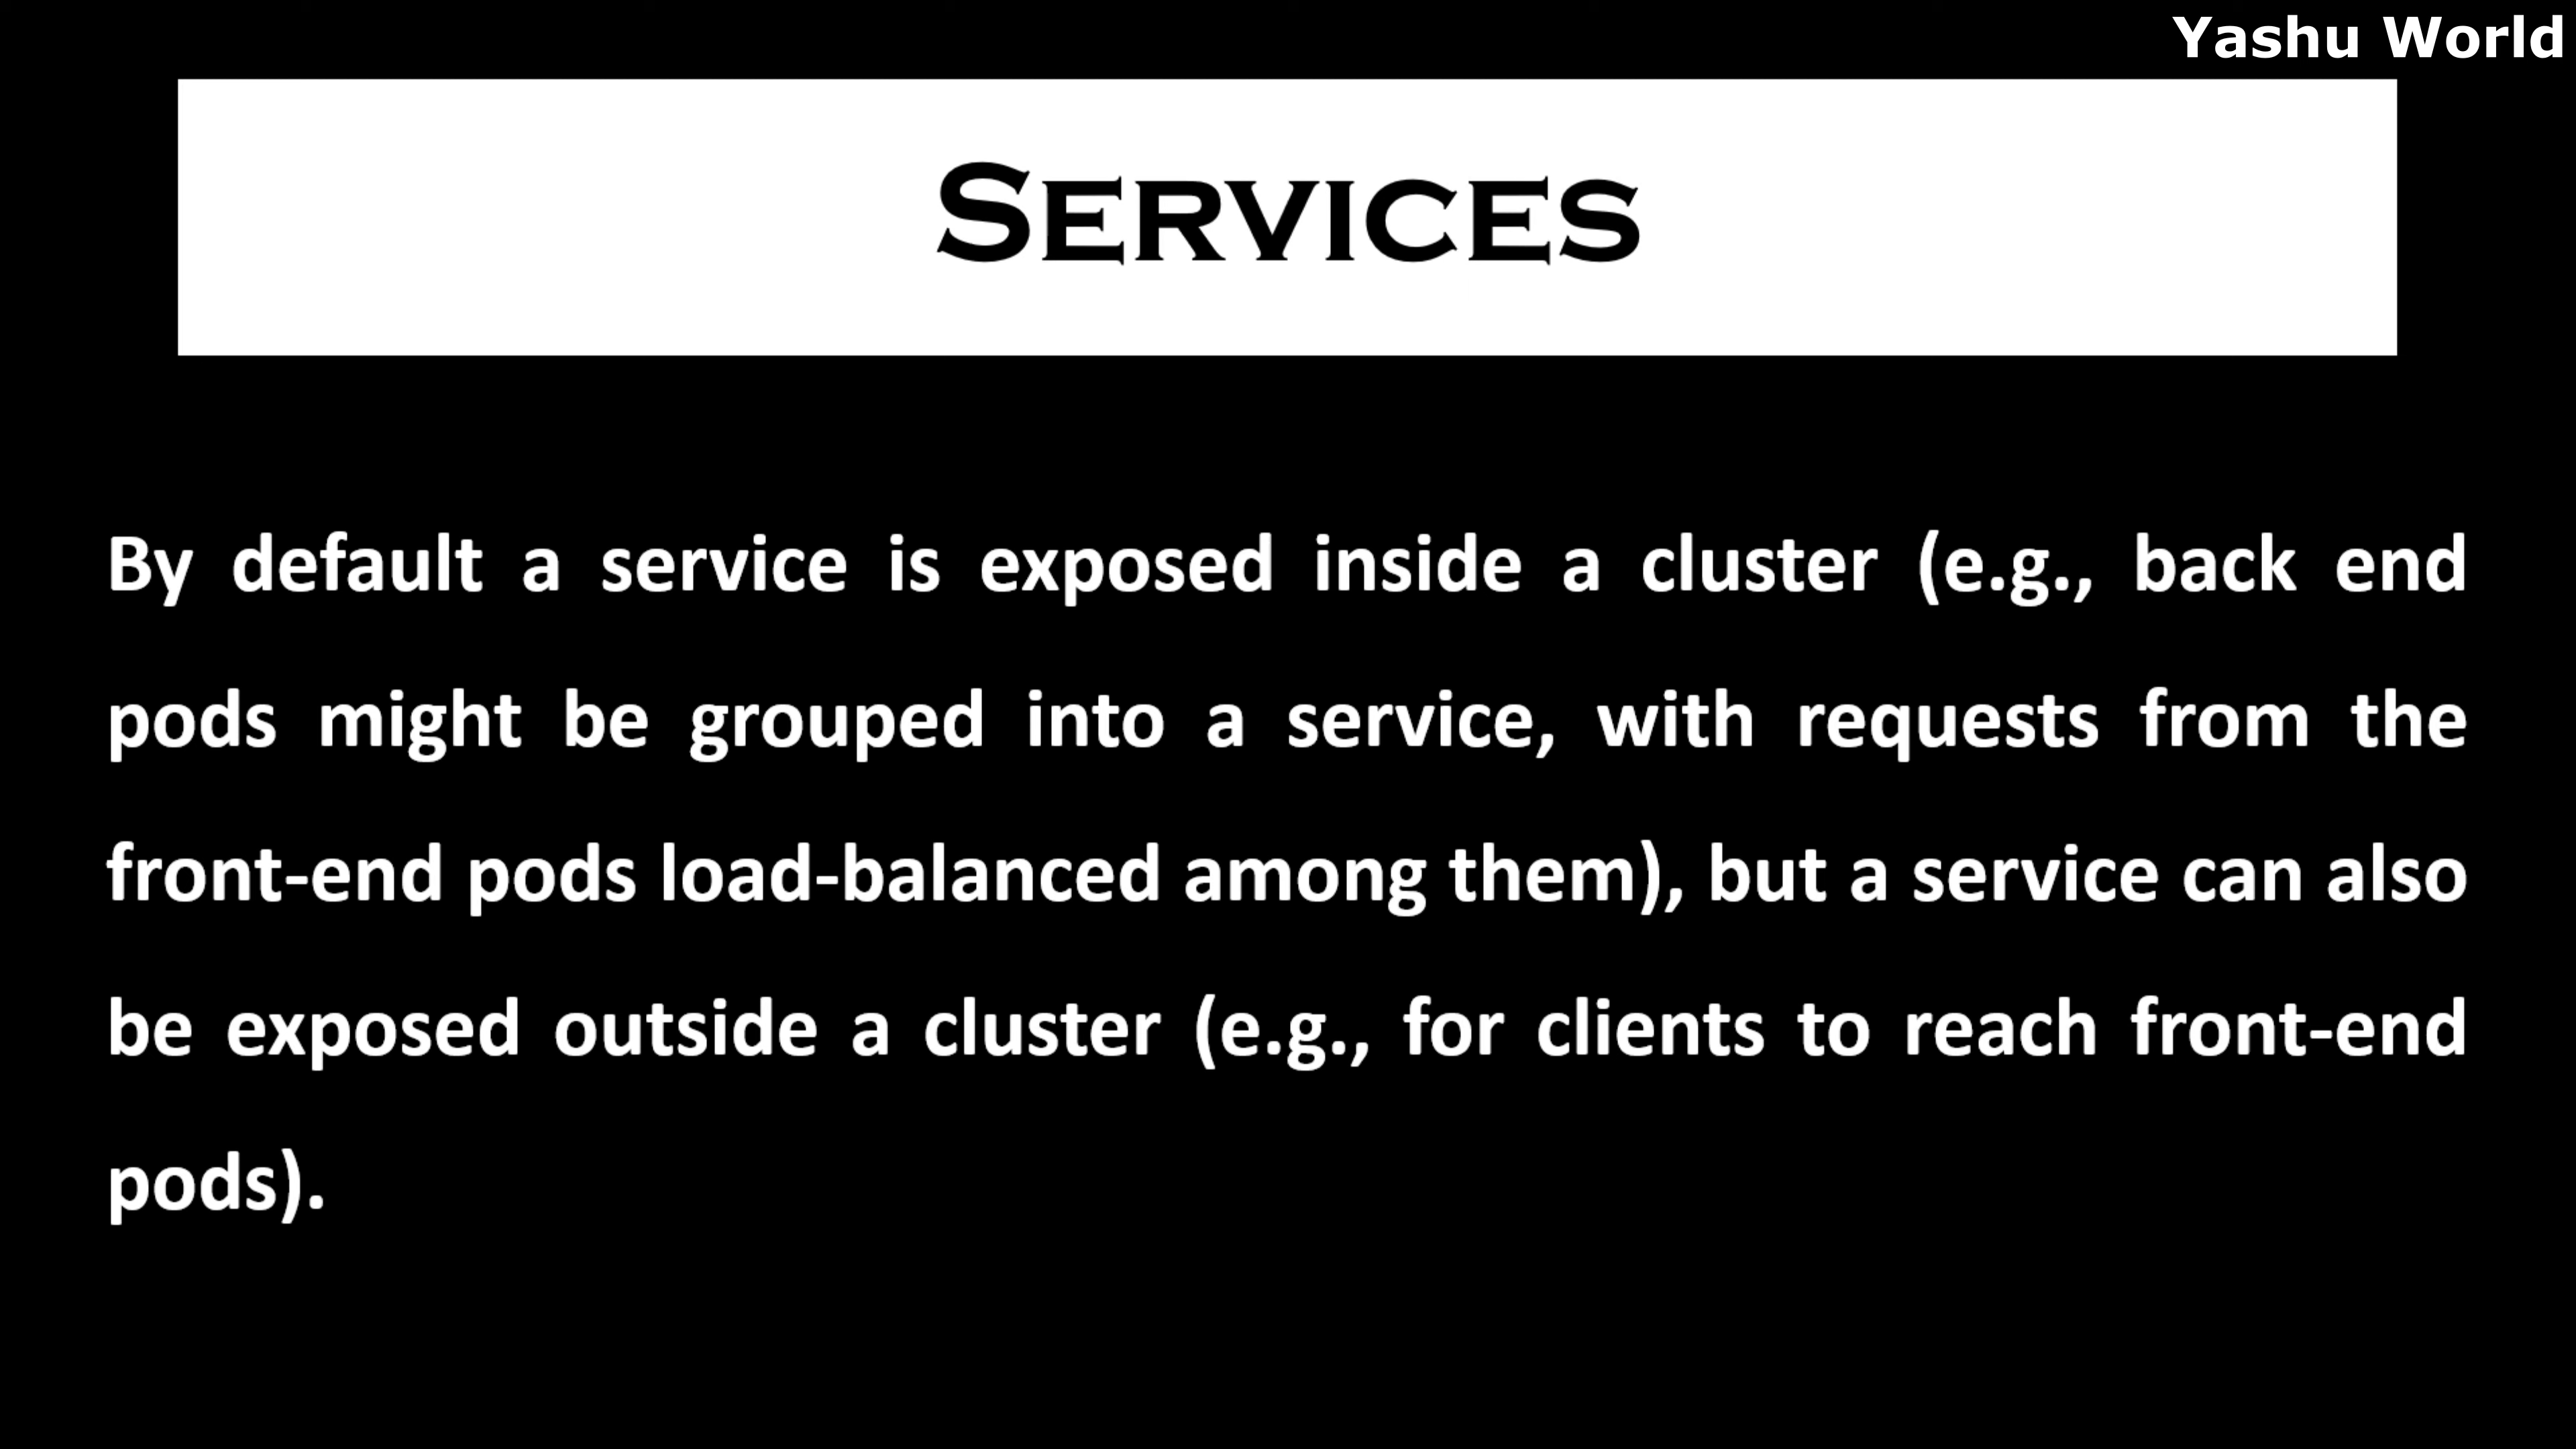 Yashu World
SERVICES
By default a service is exposed inside a cluster (e.g., back end
pods might be grouped into a service, with requests from the
front-end pods load-balanced among them), but a service can also
be exposed outside a cluster (e.g., for clients to reach front-end
pods).